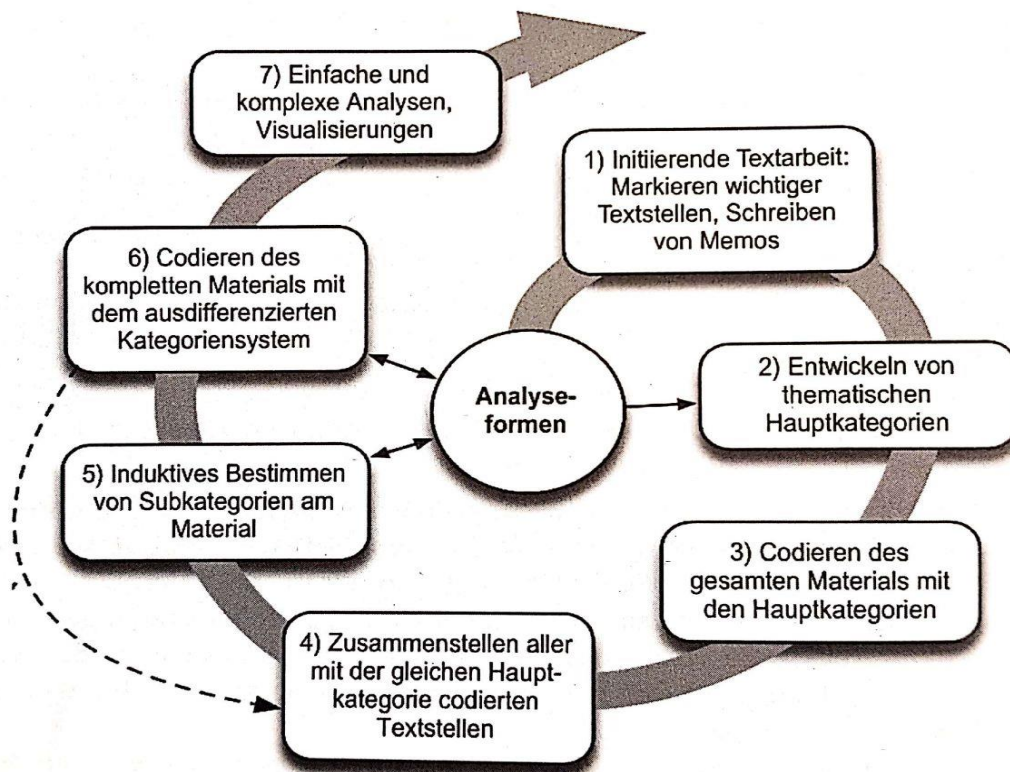 7) Einfache und
komplexe Analysen,
Visualisierungen
1) Initiierende Textarbeit:
Markieren wichtiger
Textstellen, Schreiben
von Memos
6) Codieren des
kompletten Materials mit
dem ausdifferenzierten
Kategoriensystem
Analyse-
formen
2) Entwickeln von
thematischen
Hauptkategorien
5) Induktives Bestimmen
von Subkategorien am
Material
3) Codieren des
gesamten Materials mit
den Hauptkategorien
4) Zusammenstellen aller
mit der gleichen Haupt-
kategorie codierten
Textstellen